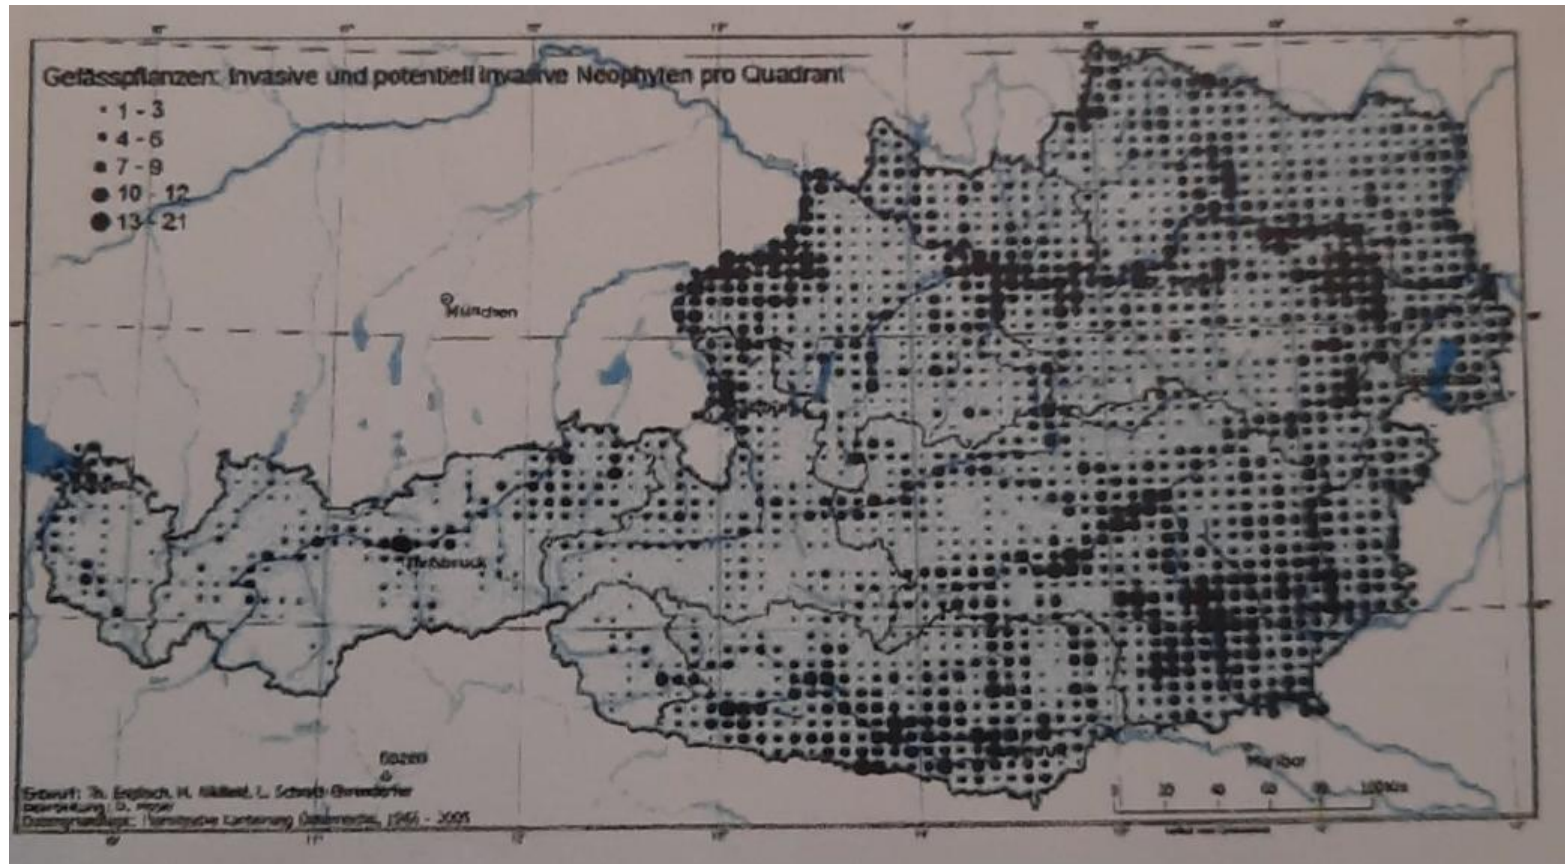 Gefässpflanzen: Invasive und potentiell invasive Neophyten pro Quadrant
1 - 3
4 - 6
7 - 9
10 - 12
13 - 21
München
Innsbruck
Bozen
Maribor
0 20 40 60 80 100 Km
Entwurf: Th. Englisch, H. Niklfeld, L. Schratt-Ehrendorfer
Bearbeitung: D. Moser
Datengrundlage: Floristische Kartierung Österreichs, 1966 - 2005